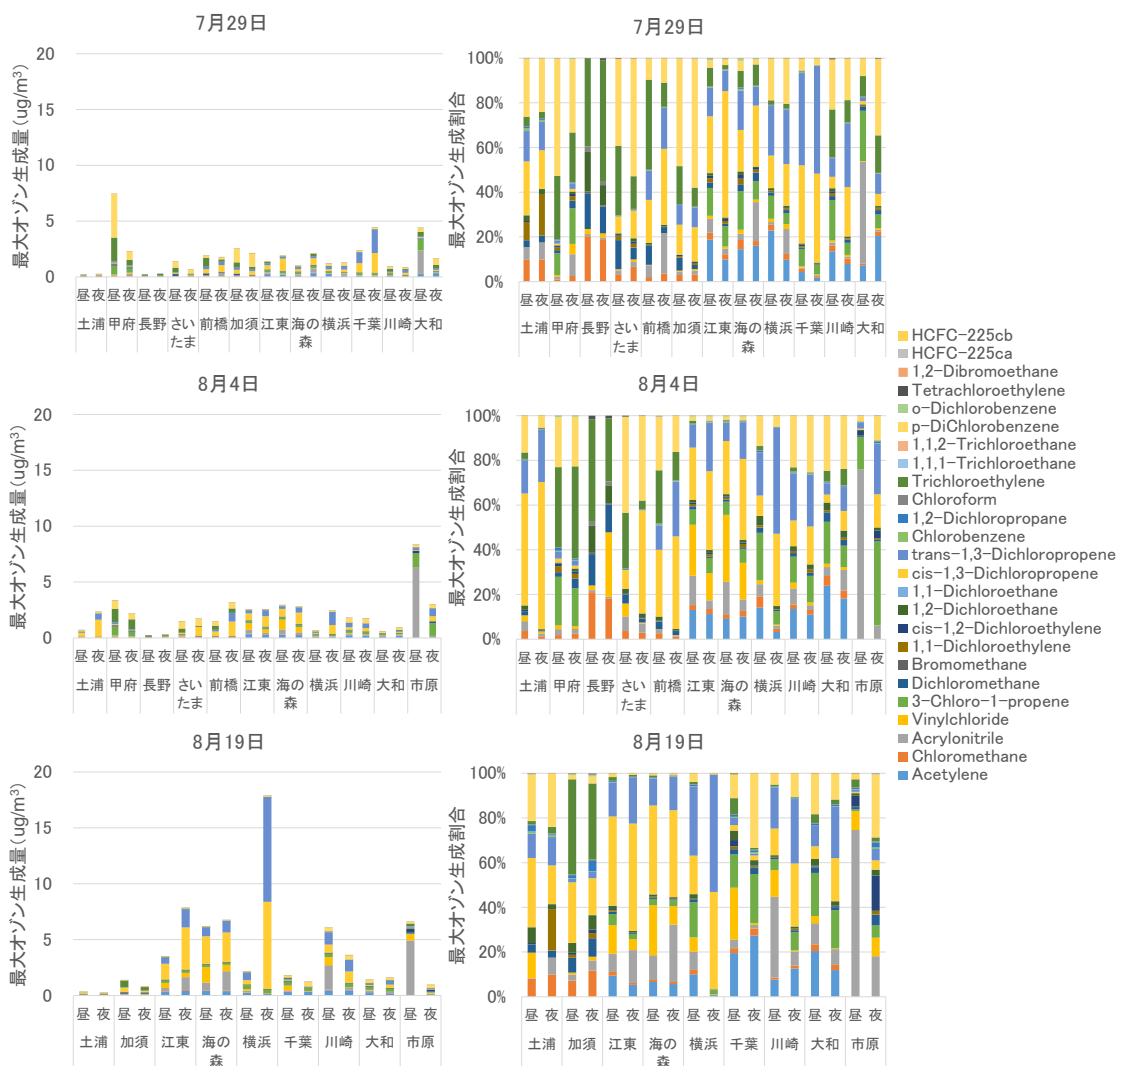 7月29日
最大オゾン生成量(ug/m³)
20
15
10
5
0
昼 夜 昼 夜 昼 夜 昼 夜 昼 夜 昼 夜 昼 夜 昼 夜 昼 夜 昼 夜 昼 夜 昼 夜
土浦 甲府 長野 さいたま 前橋 加須 江東 海の森 横浜 千葉 川崎 大和
7月29日
最大オゾン生成割合
100%
80%
60%
40%
20%
0%
昼 夜 昼 夜 昼 夜 昼 夜 昼 夜 昼 夜 昼 夜 昼 夜 昼 夜 昼 夜 昼 夜 昼 夜
土浦 甲府 長野 さいたま 前橋 加須 江東 海の森 横浜 千葉 川崎 大和
8月4日
最大オゾン生成量(ug/m³)
20
15
10
5
0
昼 夜 昼 夜 昼 夜 昼 夜 昼 夜 昼 夜 昼 夜 昼 夜 昼 夜 昼 夜 昼 夜
土浦 甲府 長野 さいたま 前橋 江東 海の森 横浜 川崎 大和 市原
8月4日
最大オゾン生成割合
100%
80%
60%
40%
20%
0%
昼 夜 昼 夜 昼 夜 昼 夜 昼 夜 昼 夜 昼 夜 昼 夜 昼 夜 昼 夜 昼 夜
土浦 甲府 長野 さいたま 前橋 江東 海の森 横浜 川崎 大和 市原
8月19日
最大オゾン生成量(ug/m³)
20
15
10
5
0
昼 夜 昼 夜 昼 夜 昼 夜 昼 夜 昼 夜 昼 夜 昼 夜 昼 夜
土浦 加須 江東 海の森 横浜 千葉 川崎 大和 市原
8月19日
最大オゾン生成割合
100%
80%
60%
40%
20%
0%
昼 夜 昼 夜 昼 夜 昼 夜 昼 夜 昼 夜 昼 夜 昼 夜 昼 夜
土浦 加須 江東 海の森 横浜 千葉 川崎 大和 市原
HCFC-225cb
HCFC-225ca
1,2-Dibromoethane
Tetrachloroethylene
o-Dichlorobenzene
p-DiChlorobenzene
1,1,2-Trichloroethane
1,1,1-Trichloroethane
Trichloroethylene
Chloroform
1,2-Dichloropropane
Chlorobenzene
trans-1,3-Dichloropropene
cis-1,3-Dichloropropene
1,1-Dichloroethane
1,2-Dichloroethane
cis-1,2-Dichloroethylene
1,1-Dichloroethylene
Bromomethane
Dichloromethane
3-Chloro-1-propene
Vinylchloride
Acrylonitrile
Chloromethane
Acetylene